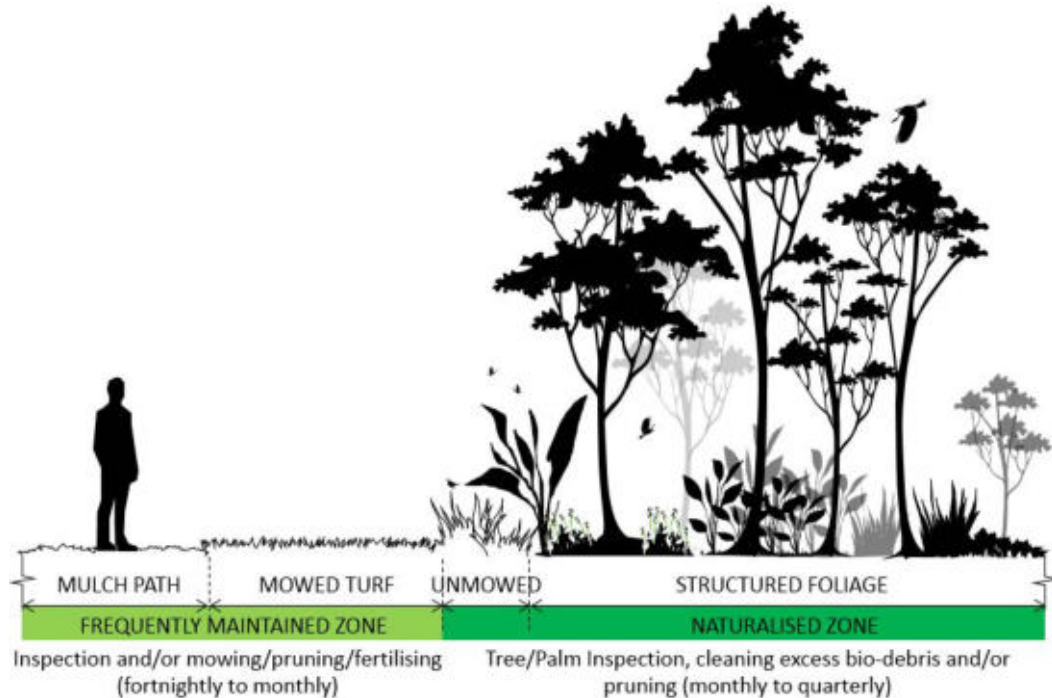 MULCH PATH
MOWED TURF
UNMOWED
STRUCTURED FOLIAGE
FREQUENTLY MAINTAINED ZONE
NATURALISED ZONE
Inspection and/or mowing/pruning/fertilising
(fortnightly to monthly)
Tree/Palm Inspection, cleaning excess bio-debris and/or
pruning (monthly to quarterly)